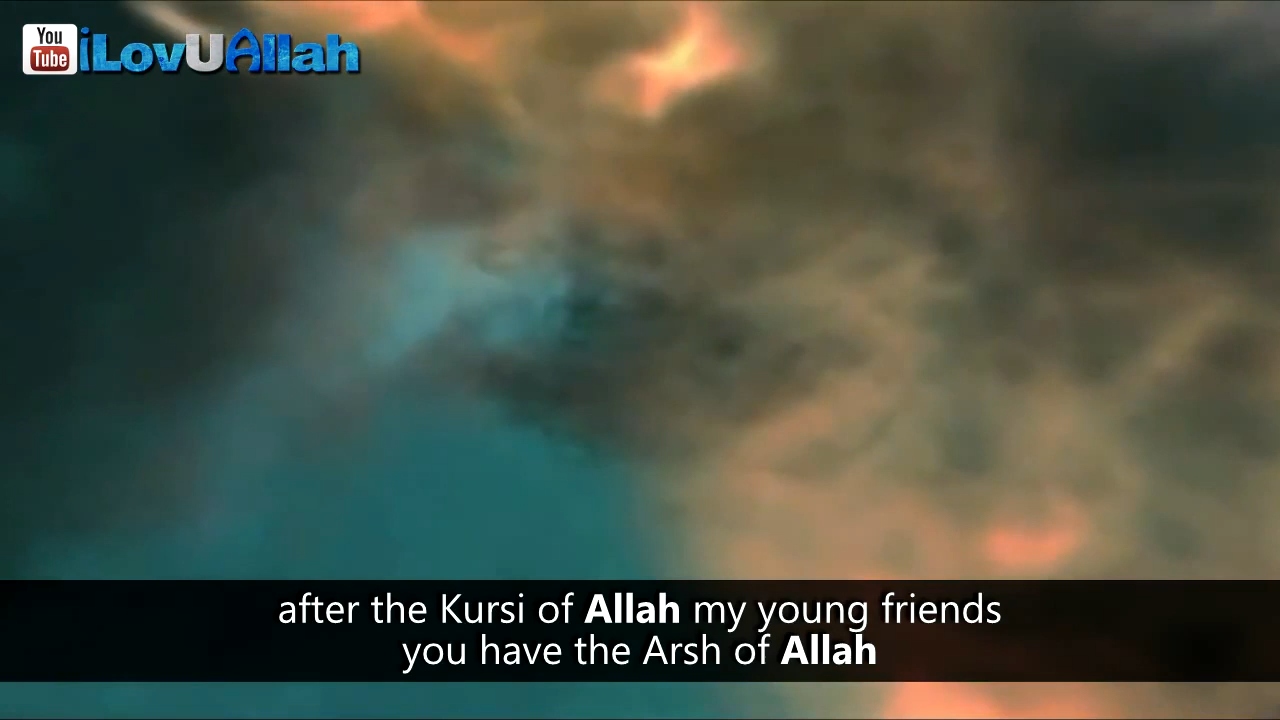 You
Tube
iLovUAllah
after the Kursi of Allah my young friends
you have the Arsh of Allah